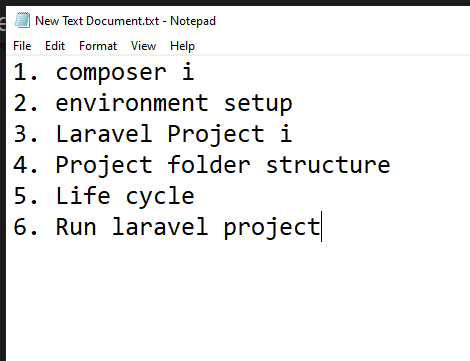 New Text Document.txt - Notepad
File Edit Format View Help
1. composer i
2. environment setup
3. Laravel Project i
4. Project folder structure
5. Life cycle
6. Run laravel project